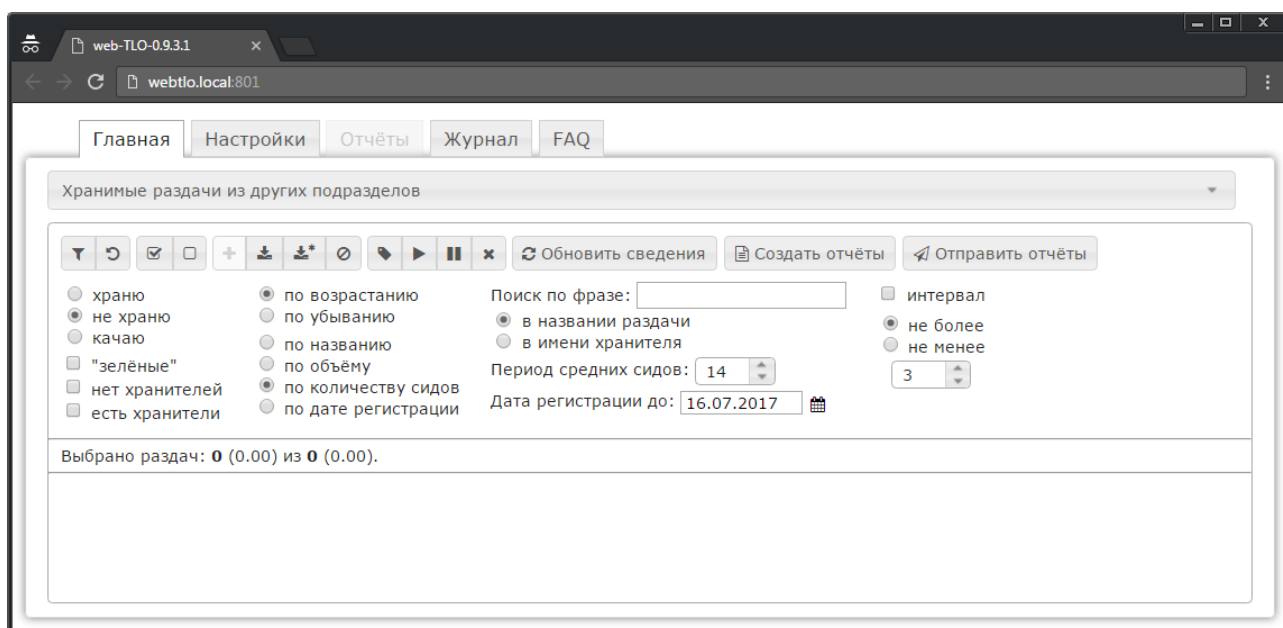 web-TLO-0.9.3.1
webtlo.local:801
Главная Настройки Отчёты Журнал FAQ
Хранимые раздачи из других подразделов
Обновить сведения Создать отчёты Отправить отчёты
храню по возрастанию Поиск по фразе: интервал
не храню по убыванию в названии раздачи не более
качаю по названию в имени хранителя не менее
"зелёные" по объёму Период средних сидов: 14 3
нет хранителей по количеству сидов
есть хранители по дате регистрации Дата регистрации до: 16.07.2017
Выбрано раздач: 0 (0.00) из 0 (0.00).